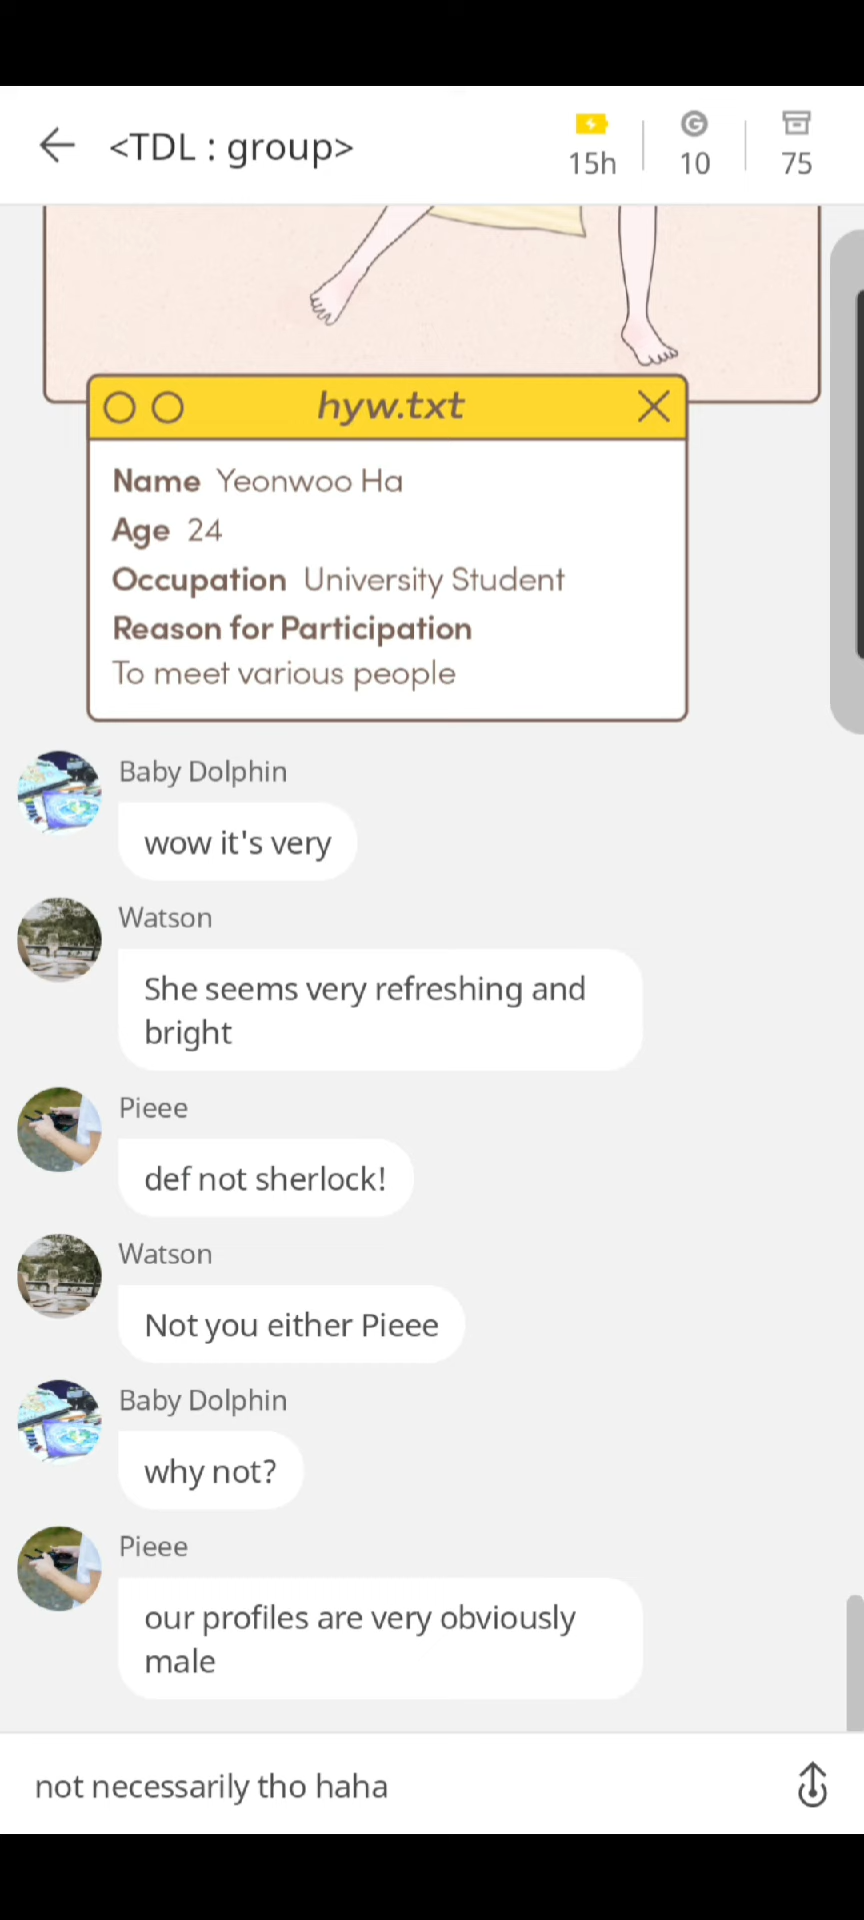 <TDL : group>
15h
10
75
hyw.txt
Name Yeonwoo Ha
Age 24
Occupation University Student
Reason for Participation
To meet various people
Baby Dolphin
wow it's very
Watson
She seems very refreshing and
bright
Pieee
def not sherlock!
Watson
Not you either Pieee
Baby Dolphin
why not?
Pieee
our profiles are very obviously
male
not necessarily tho haha